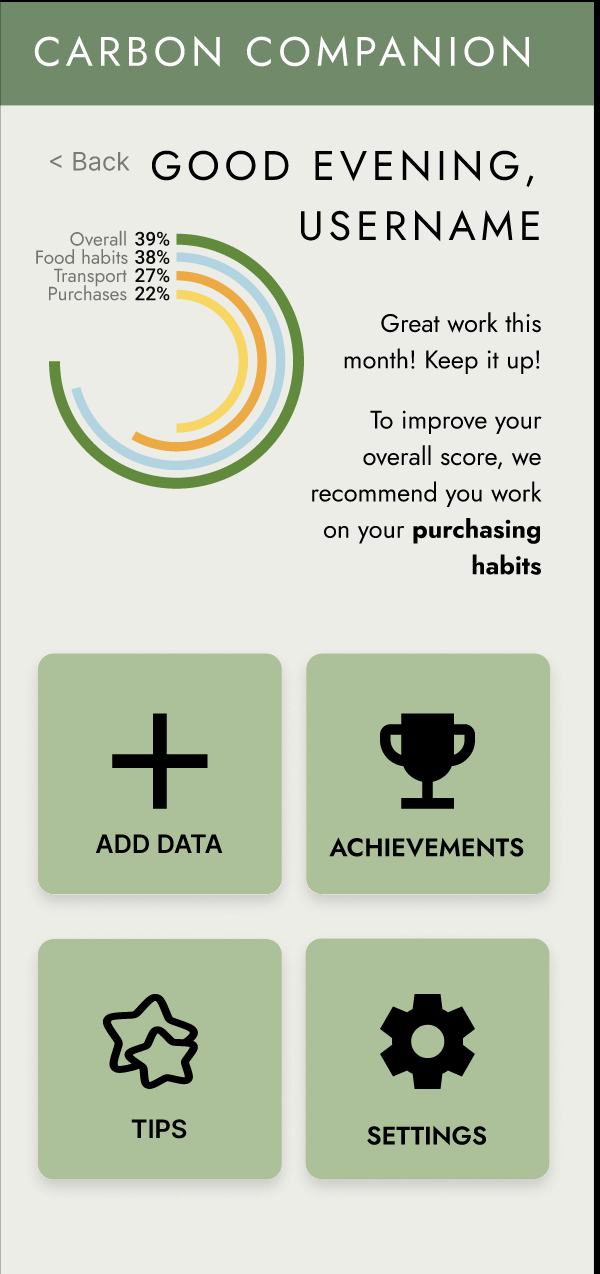 CARBON COMPANION
< Back
GOOD EVENING,
USERNAME
Overall 39%
Food habits 38%
Transport 27%
Purchases 22%
Great work this
month! Keep it up!
To improve your
overall score, we
recommend you work
on your purchasing
habits
ADD DATA
ACHIEVEMENTS
TIPS
SETTINGS